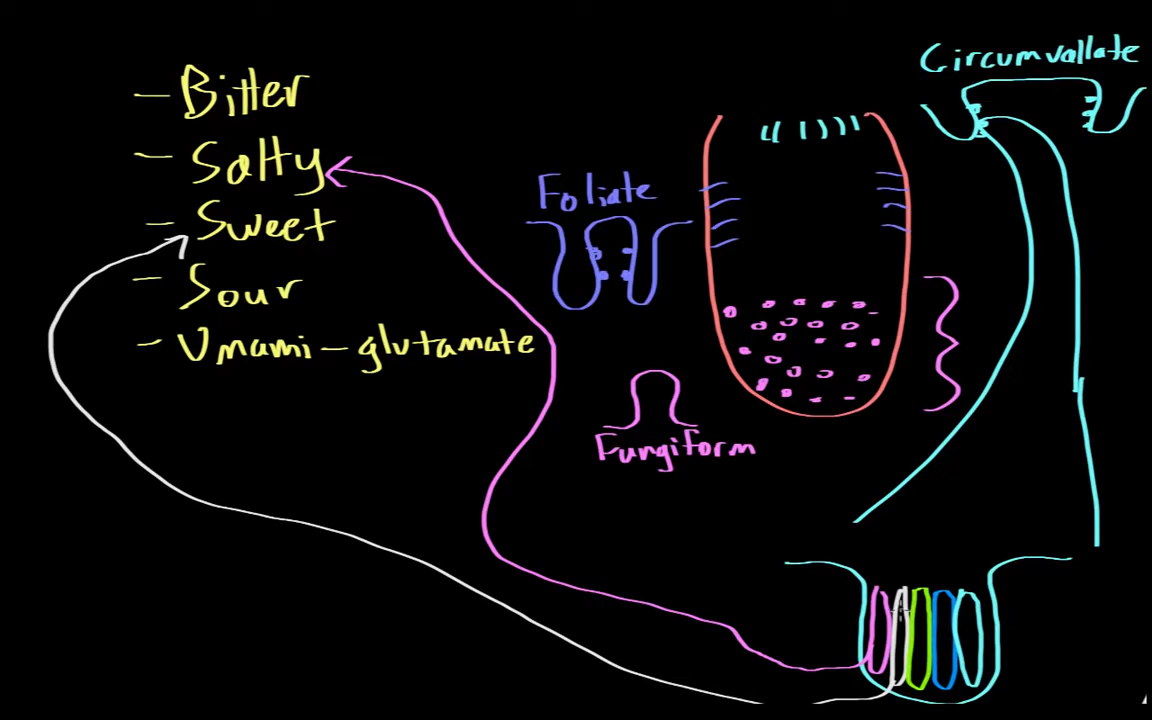 Circumvallate
- Bitter
- Salty
Foliate
- Sweet
- Sour
- Umami - glutamate
Fungiform